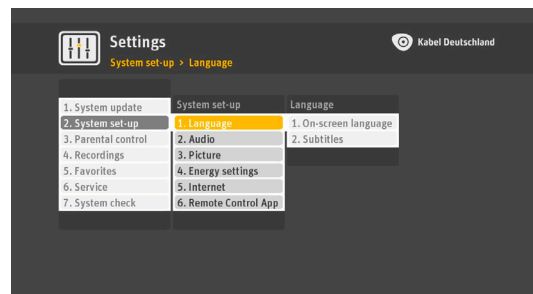 Settings
System set-up > Language
Kabel Deutschland
1. System update
2. System set-up
3. Parental control
4. Recordings
5. Favorites
6. Service
7. System check
System set-up
1. Language
2. Audio
3. Picture
4. Energy settings
5. Internet
6. Remote Control App
Language
1. On-screen language
2. Subtitles